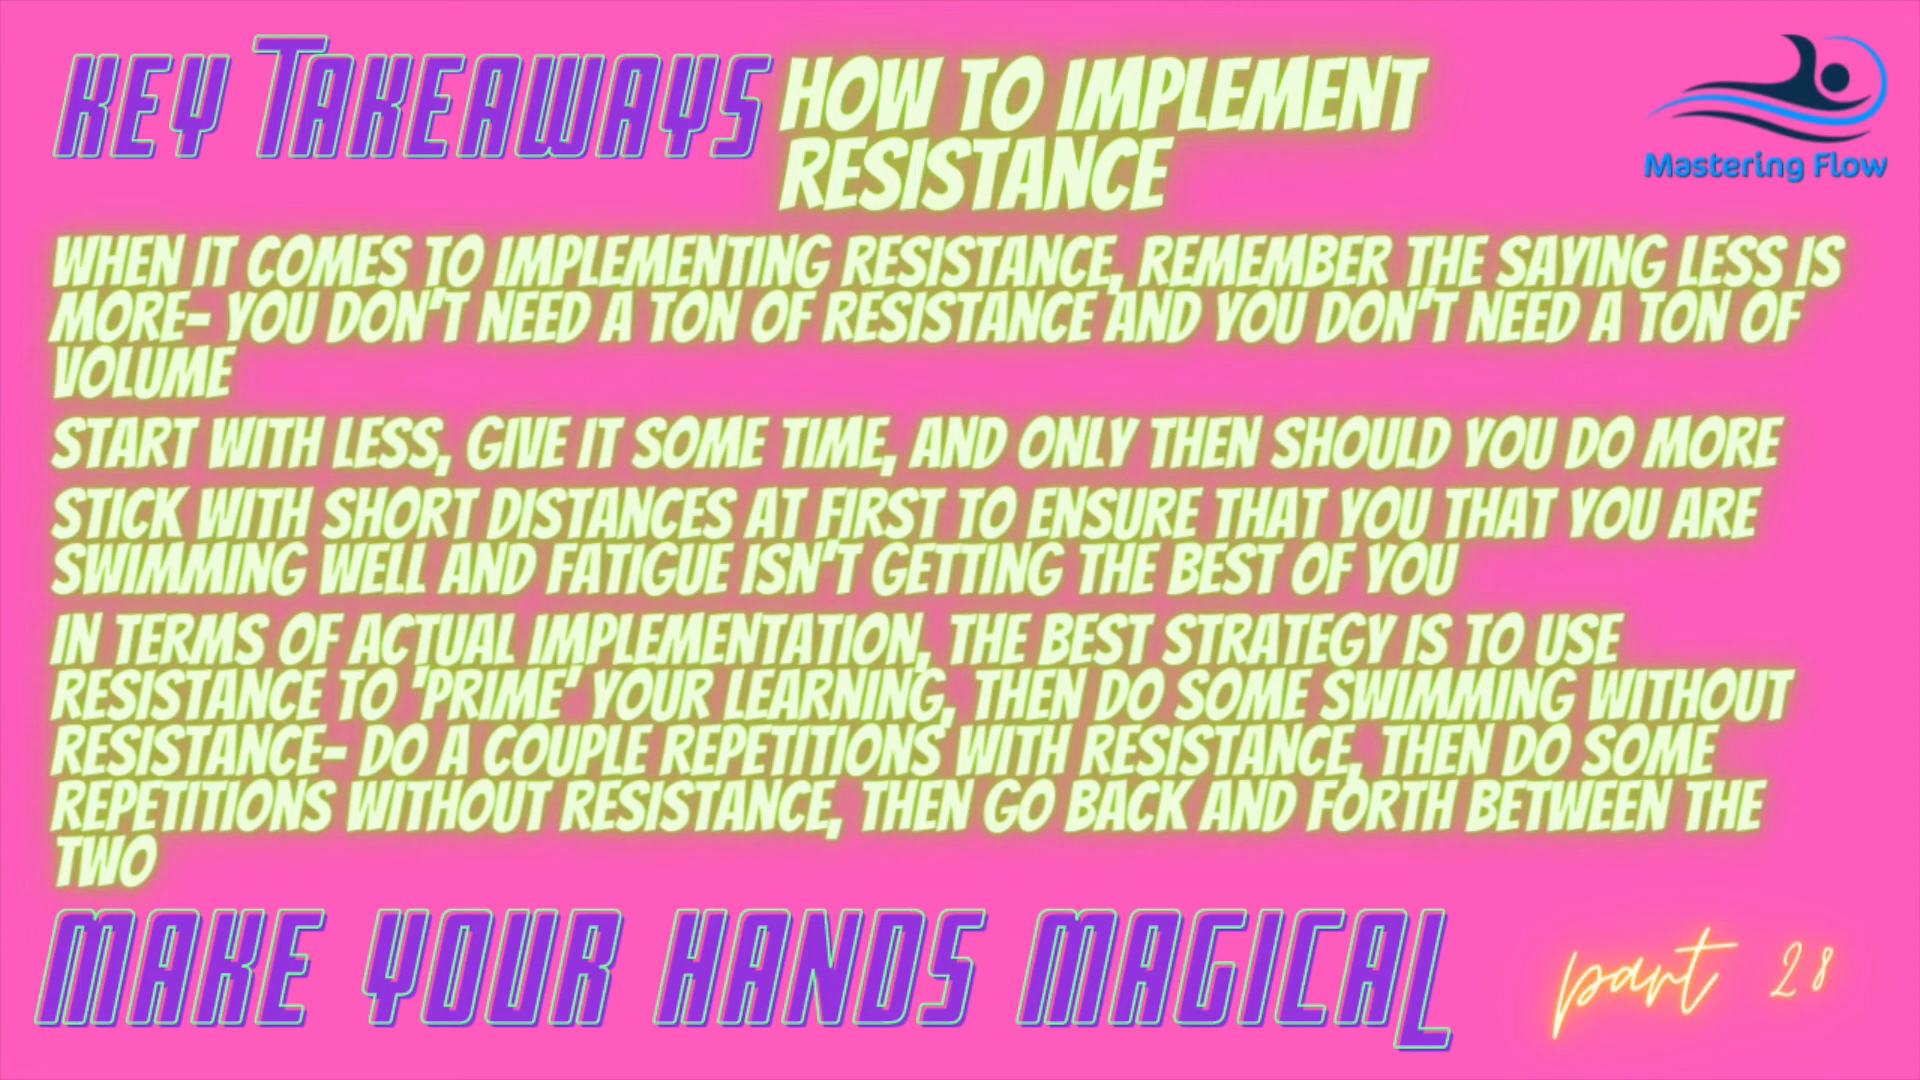 Key Takeaways
HOW TO IMPLEMENT
RESISTANCE
Mastering Flow
WHEN IT COMES TO IMPLEMENTING RESISTANCE, REMEMBER THE SAYING LESS IS
MORE- YOU DON'T NEED A TON OF RESISTANCE AND YOU DON'T NEED A TON OF
VOLUME
START WITH LESS, GIVE IT SOME TIME, AND ONLY THEN SHOULD YOU DO MORE
STICK WITH SHORT DISTANCES AT FIRST TO ENSURE THAT YOU THAT YOU ARE
SWIMMING WELL AND FATIGUE ISN'T GETTING THE BEST OF YOU
IN TERMS OF ACTUAL IMPLEMENTATION, THE BEST STRATEGY IS TO USE
RESISTANCE TO 'PRIME' YOUR LEARNING, THEN DO SOME SWIMMING WITHOUT
RESISTANCE- DO A COUPLE REPETITIONS WITH RESISTANCE, THEN DO SOME
REPETITIONS WITHOUT RESISTANCE, THEN GO BACK AND FORTH BETWEEN THE
TWO
MAKE YOUR HANDS MAGICAL
part 28